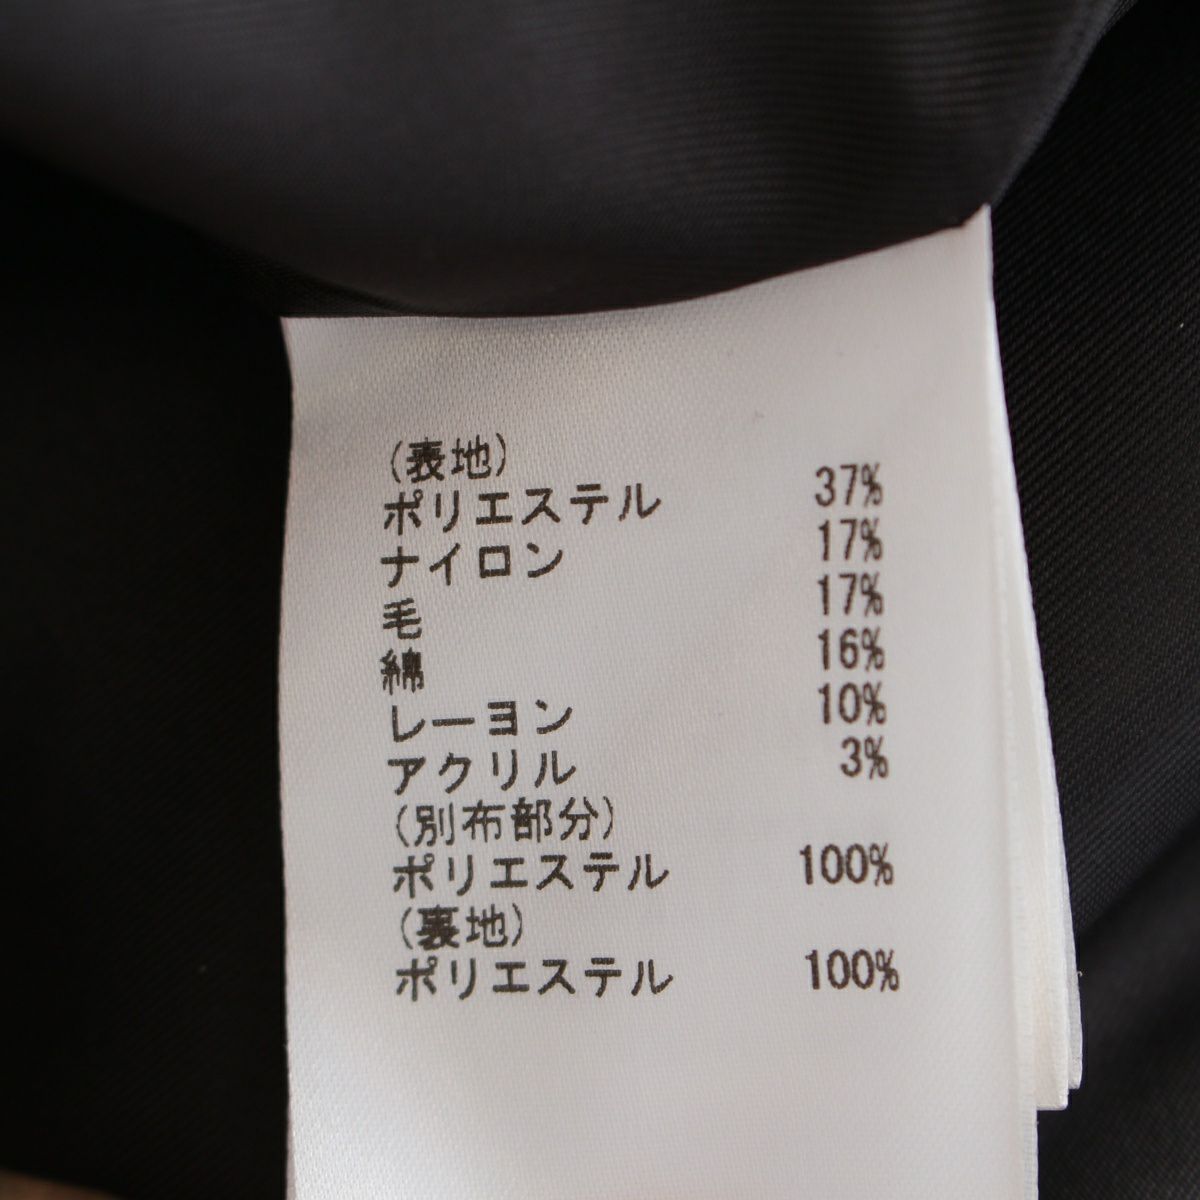 (表地)
ポリエステル 37%
ナイロン 17%
毛 17%
綿 16%
レーヨン 10%
アクリル 3%
(別布部分)
ポリエステル 100%
(裏地)
ポリエステル 100%